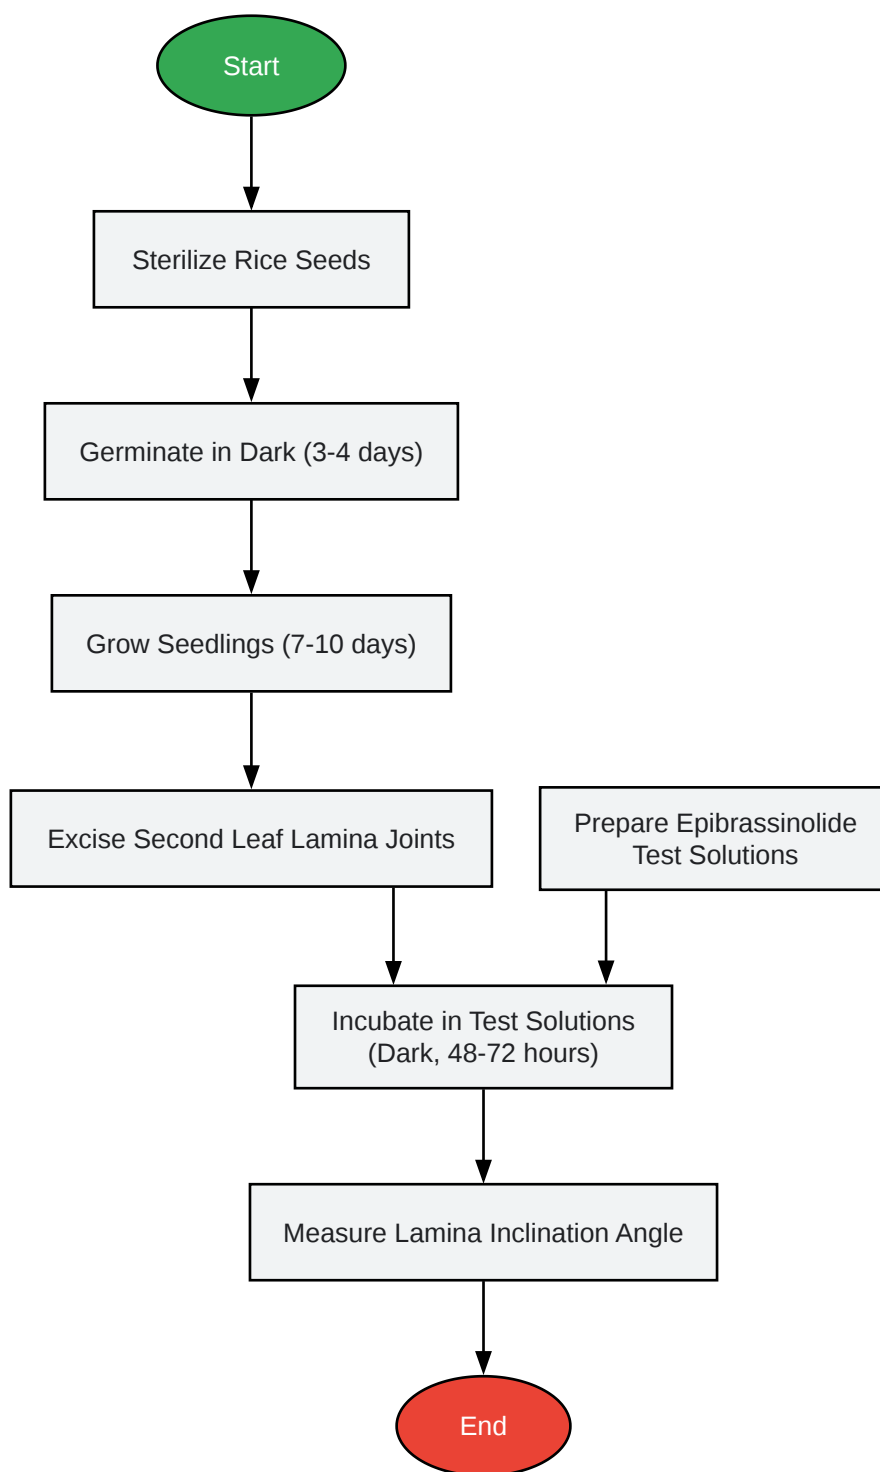 Start
Sterilize Rice Seeds
Germinate in Dark (3-4 days)
Grow Seedlings (7-10 days)
Excise Second Leaf Lamina Joints
Prepare Epibrassinolide
Test Solutions
Incubate in Test Solutions
(Dark, 48-72 hours)
Measure Lamina Inclination Angle
End